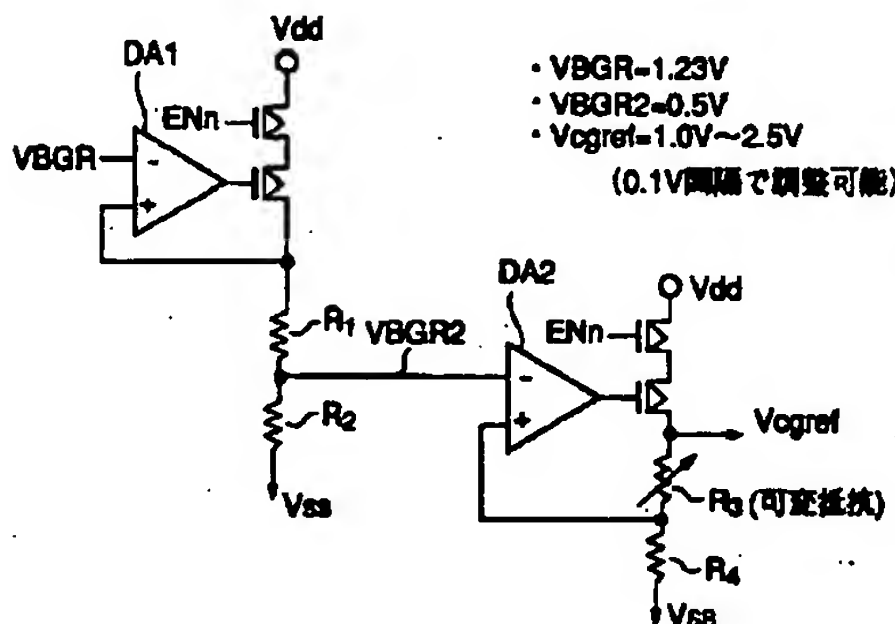 Vdd
DA1
・VBGR=1.23V
・VBGR2=0.5V
・Vcgref=1.0V～2.5V
(0.1V間隔で調整可能)
ENn
VBGR
-
+
R1
VBGR2
R2
Vss
DA2
Vdd
ENn
-
+
Vcgref
R3(可変抵抗)
R4
Vss